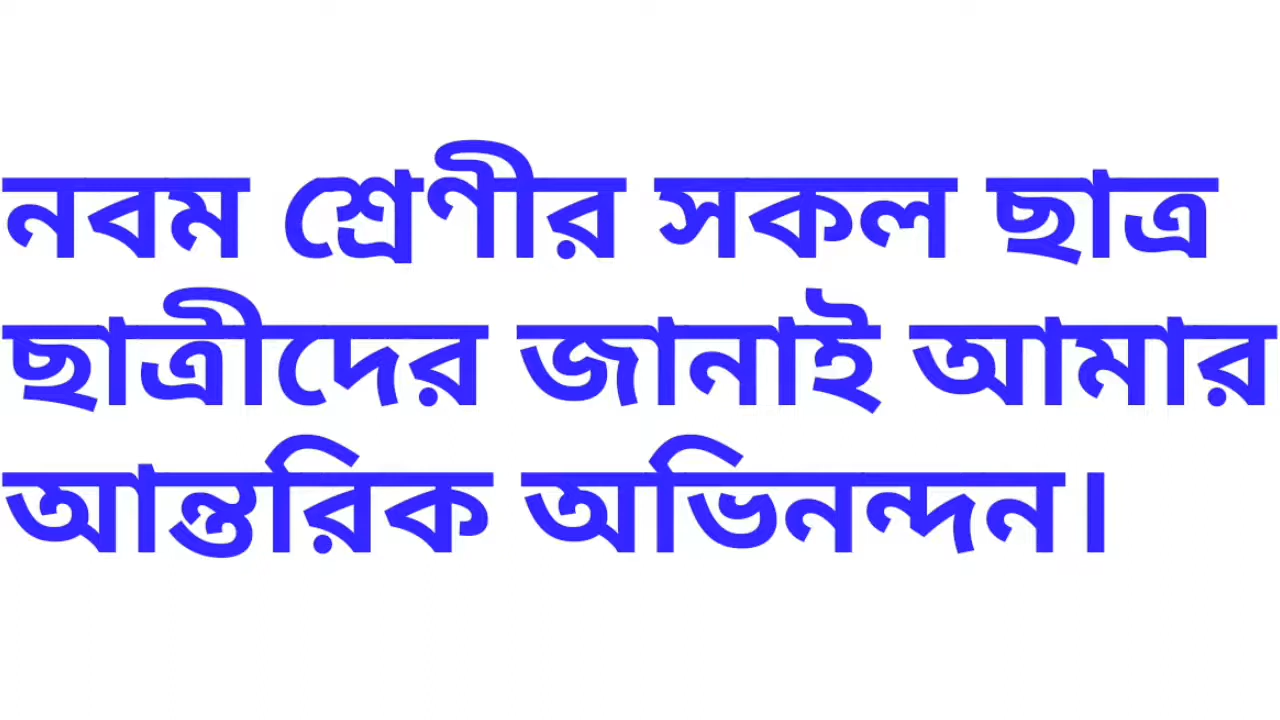 নবম শ্রেণীর সকল ছাত্র
ছাত্রীদের জানাই আমার
আন্তরিক অভিনন্দন।